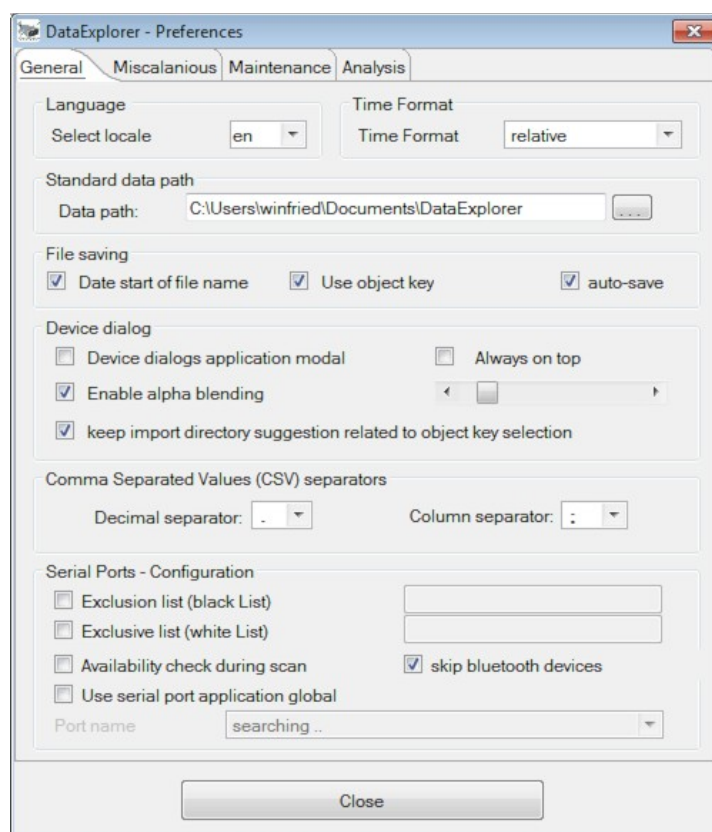 DataExplorer - Preferences
General Miscalanious Maintenance Analysis
Language Time Format
Select locale en Time Format relative
Standard data path
Data path: C:\Users\winfried\Documents\DataExplorer ...
File saving
Date start of file name Use object key auto-save
Device dialog
Device dialogs application modal Always on top
Enable alpha blending
keep import directory suggestion related to object key selection
Comma Separated Values (CSV) separators
Decimal separator: . Column separator: ;
Serial Ports - Configuration
Exclusion list (black List)
Exclusive list (white List)
Availability check during scan skip bluetooth devices
Use serial port application global
Port name searching ..
Close